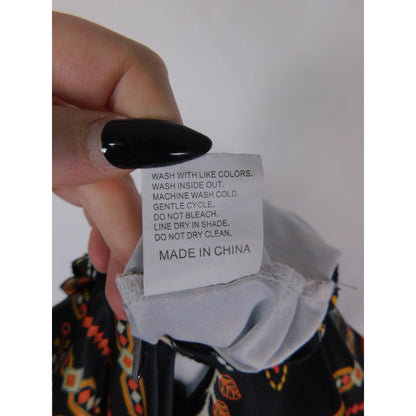 WASH WITH LIKE COLORS.
WASH INSIDE OUT.
MACHINE WASH COLD.
GENTLE CYCLE.
DO NOT BLEACH.
LINE DRY IN SHADE.
DO NOT DRY CLEAN.
MADE IN CHINA